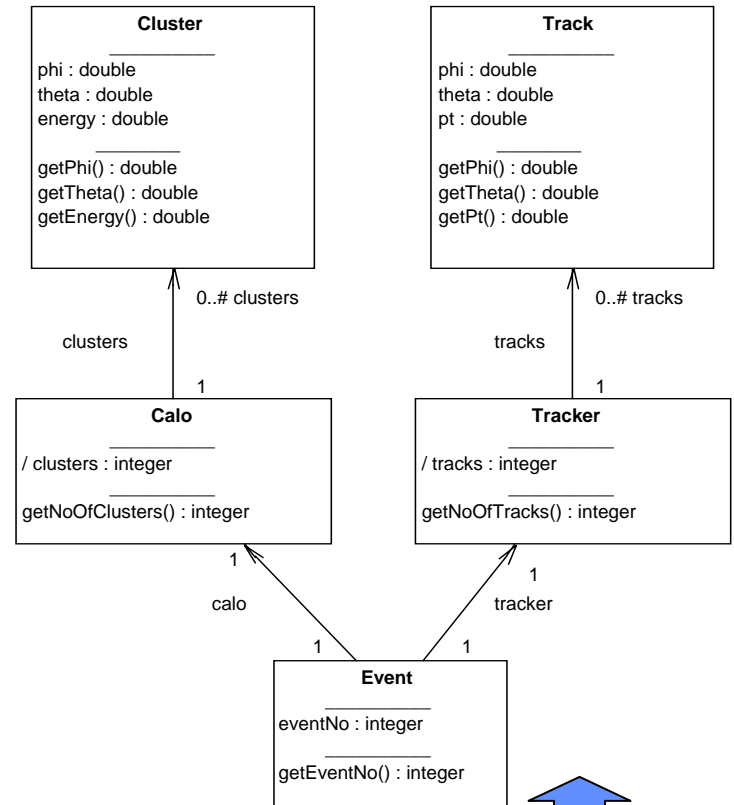 Cluster
phi : double
theta : double
energy : double
getPhi() : double
getTheta() : double
getEnergy() : double
Track
phi : double
theta : double
pt : double
getPhi() : double
getTheta() : double
getPt() : double
0..# clusters
clusters
1
0..# tracks
tracks
1
Calo
/ clusters : integer
getNoOfClusters() : integer
Tracker
/ tracks : integer
getNoOfTracks() : integer
1
calo
1
1
tracker
1
Event
eventNo : integer
getEventNo() : integer